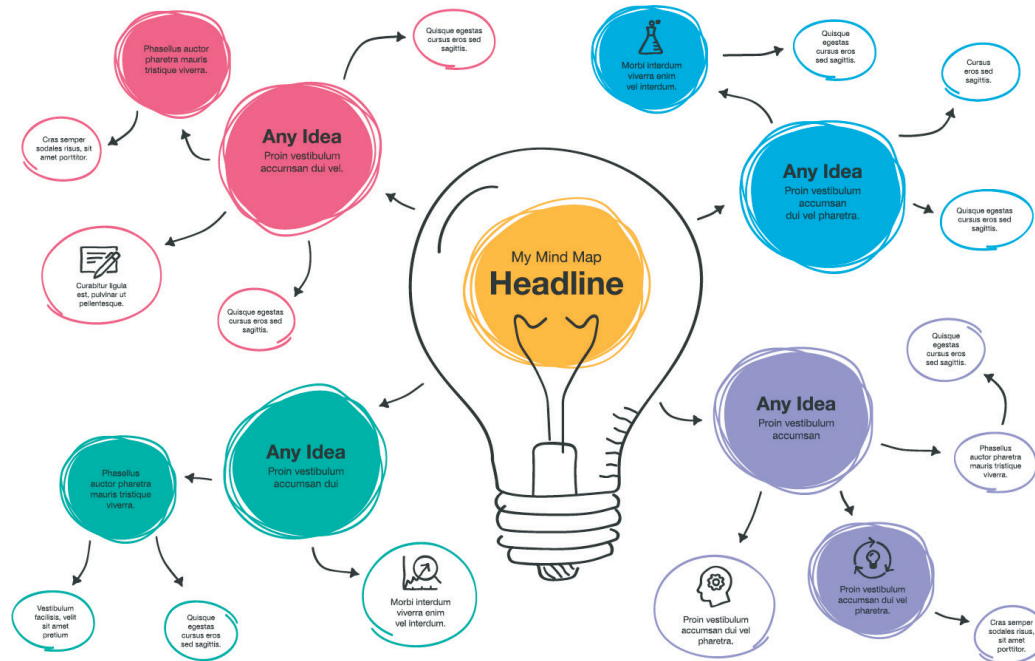 Phasellus auctor
pharetra mauris
tristique viverra.
Quisque egestas
cursus eros sed
sagittis.
Cras semper
sodales risus, sit
amet porttitor.
Any Idea
Proin vestibulum
accumsan dui vel.
Curabitur ligula
est, pulvinar ut
pellentesque.
Quisque egestas
cursus eros sed
sagittis.
My Mind Map
Headline
Morbi interdum
viverra enim
vel interdum.
Quisque
egestas
cursus eros
sed sagittis.
Cursus
eros sed
sagittis.
Any Idea
Proin vestibulum
accumsan
dui vel pharetra.
Quisque egestas
cursus eros sed
sagittis.
Any Idea
Proin vestibulum
accumsan dui
Phasellus
auctor pharetra
mauris tristique
viverra.
Vestibulum
facilisis, velit
sit amet
pretium
Quisque
egestas
cursus eros
sed sagittis.
Morbi interdum
viverra enim
vel interdum.
Any Idea
Proin vestibulum
accumsan
Quisque
egestas
cursus eros
sed sagittis.
Phasellus
auctor pharetra
mauris tristique
viverra.
Proin vestibulum
accumsan dui vel
pharetra.
Proin vestibulum
accumsan dui vel
pharetra.
Cras semper
sodales risus,
sit amet
porttitor.